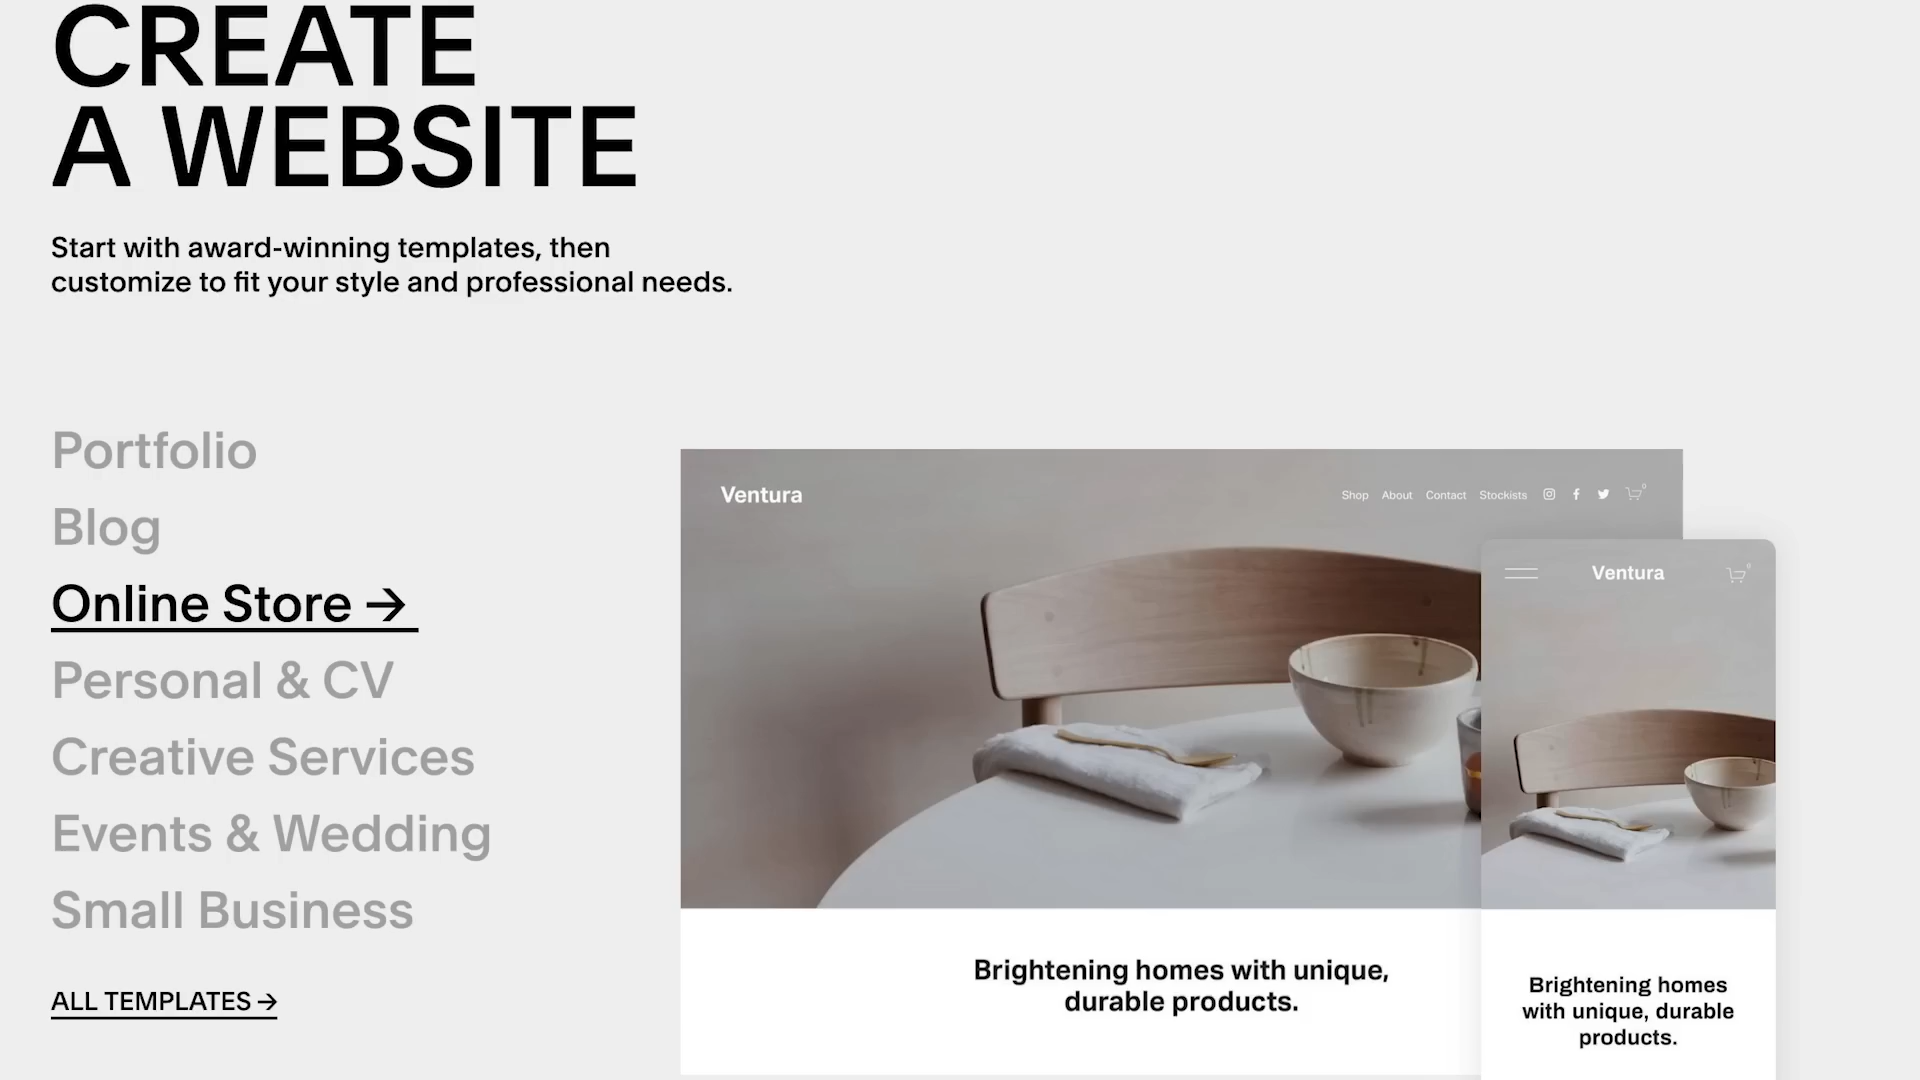 CREATE
A WEBSITE
Start with award-winning templates, then
customize to fit your style and professional needs.
Portfolio
Blog
Online Store →
Personal & CV
Creative Services
Events & Wedding
Small Business
ALL TEMPLATES →
Ventura
Shop About Contact Stockists 0
Brightening homes with unique,
durable products.
Ventura 0
Brightening homes
with unique, durable
products.